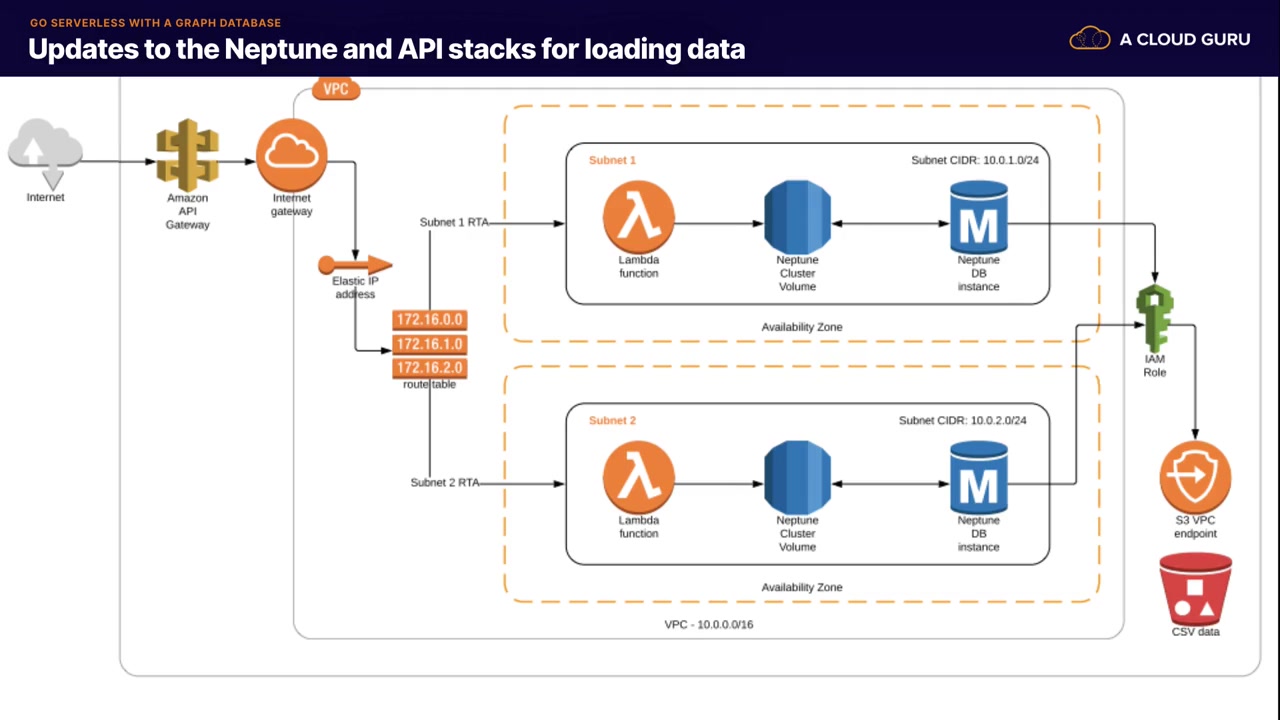 GO SERVERLESS WITH A GRAPH DATABASE
Updates to the Neptune and API stacks for loading data
A CLOUD GURU
VPC
Internet
Amazon
API
Gateway
Internet
gateway
Elastic IP
address
172.16.0.0
172.16.1.0
172.16.2.0
route table
Subnet 1 RTA
Subnet 2 RTA
Subnet 1
Subnet CIDR: 10.0.1.0/24
λ
Lambda
function
Neptune
Cluster
Volume
M
Neptune
DB
instance
Availability Zone
Subnet 2
Subnet CIDR: 10.0.2.0/24
λ
Lambda
function
Neptune
Cluster
Volume
M
Neptune
DB
instance
Availability Zone
VPC - 10.0.0.0/16
IAM
Role
S3 VPC
endpoint
CSV data